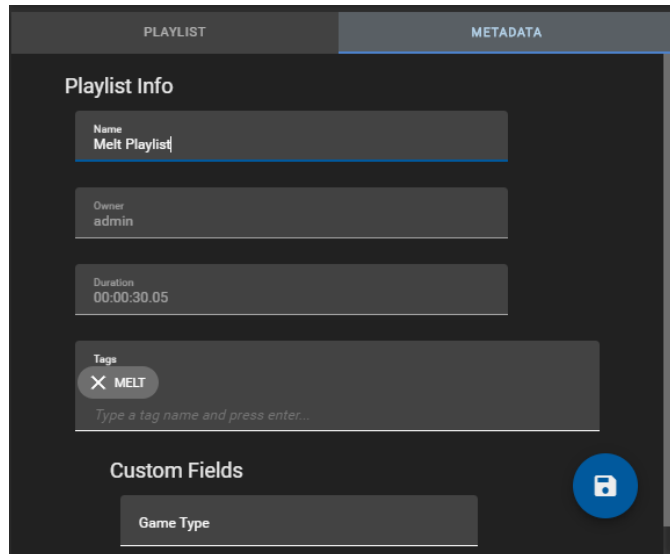 PLAYLIST METADATA
Playlist Info
Name
Melt Playlist
Owner
admin
Duration
00:00:30.05
Tags
MELT
Type a tag name and press enter...
Custom Fields
Game Type